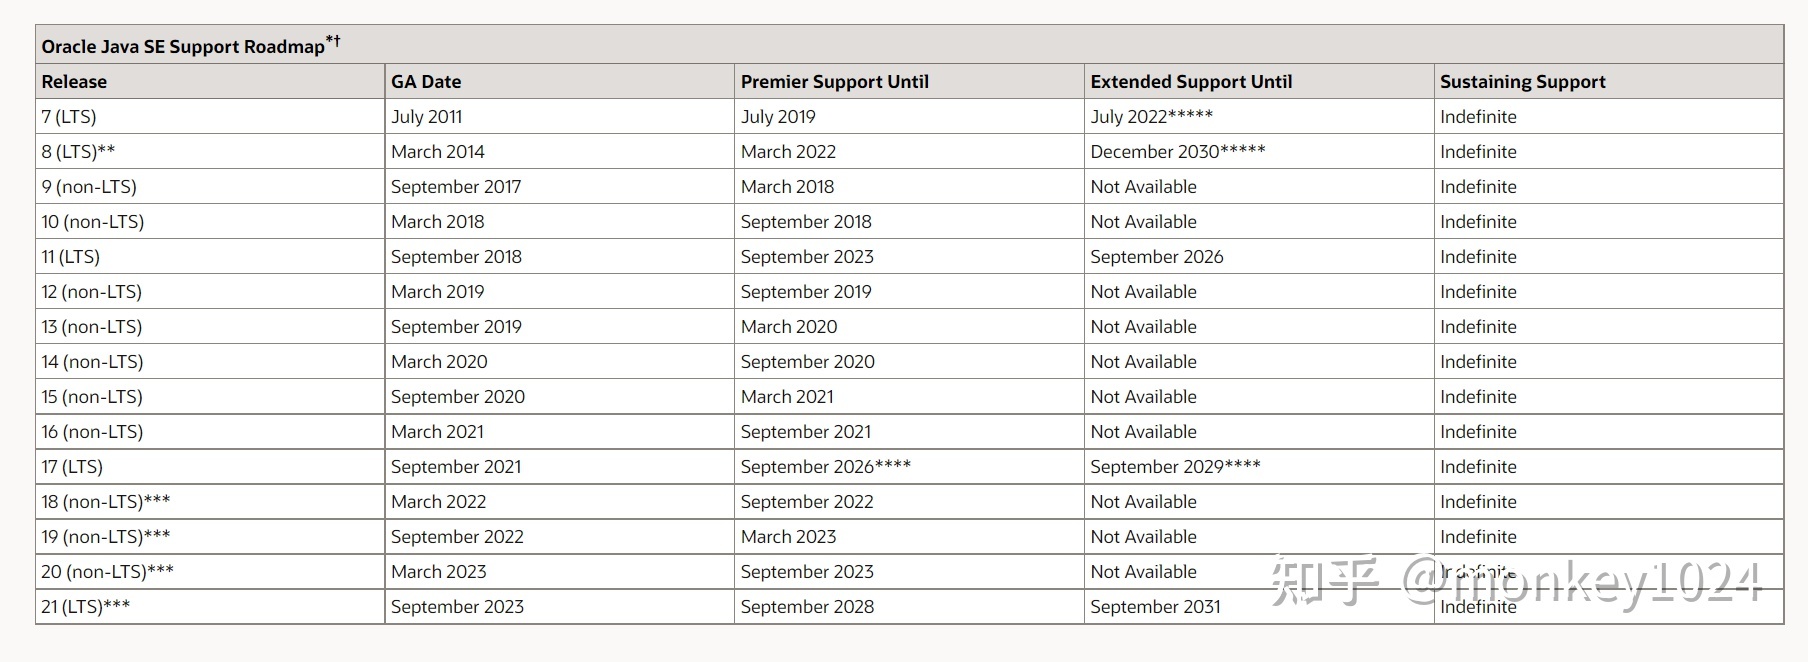 Oracle Java SE Support Roadmap*†
Release GA Date Premier Support Until Extended Support Until Sustaining Support
7 (LTS) July 2011 July 2019 July 2022***** Indefinite
8 (LTS)** March 2014 March 2022 December 2030***** Indefinite
9 (non-LTS) September 2017 March 2018 Not Available Indefinite
10 (non-LTS) March 2018 September 2018 Not Available Indefinite
11 (LTS) September 2018 September 2023 September 2026 Indefinite
12 (non-LTS) March 2019 September 2019 Not Available Indefinite
13 (non-LTS) September 2019 March 2020 Not Available Indefinite
14 (non-LTS) March 2020 September 2020 Not Available Indefinite
15 (non-LTS) September 2020 March 2021 Not Available Indefinite
16 (non-LTS) March 2021 September 2021 Not Available Indefinite
17 (LTS) September 2021 September 2026**** September 2029**** Indefinite
18 (non-LTS)*** March 2022 September 2022 Not Available Indefinite
19 (non-LTS)*** September 2022 March 2023 Not Available Indefinite
20 (non-LTS)*** March 2023 September 2023 Not Available Indefinite
21 (LTS)*** September 2023 September 2028 September 2031 Indefinite
知乎 @monkey1024